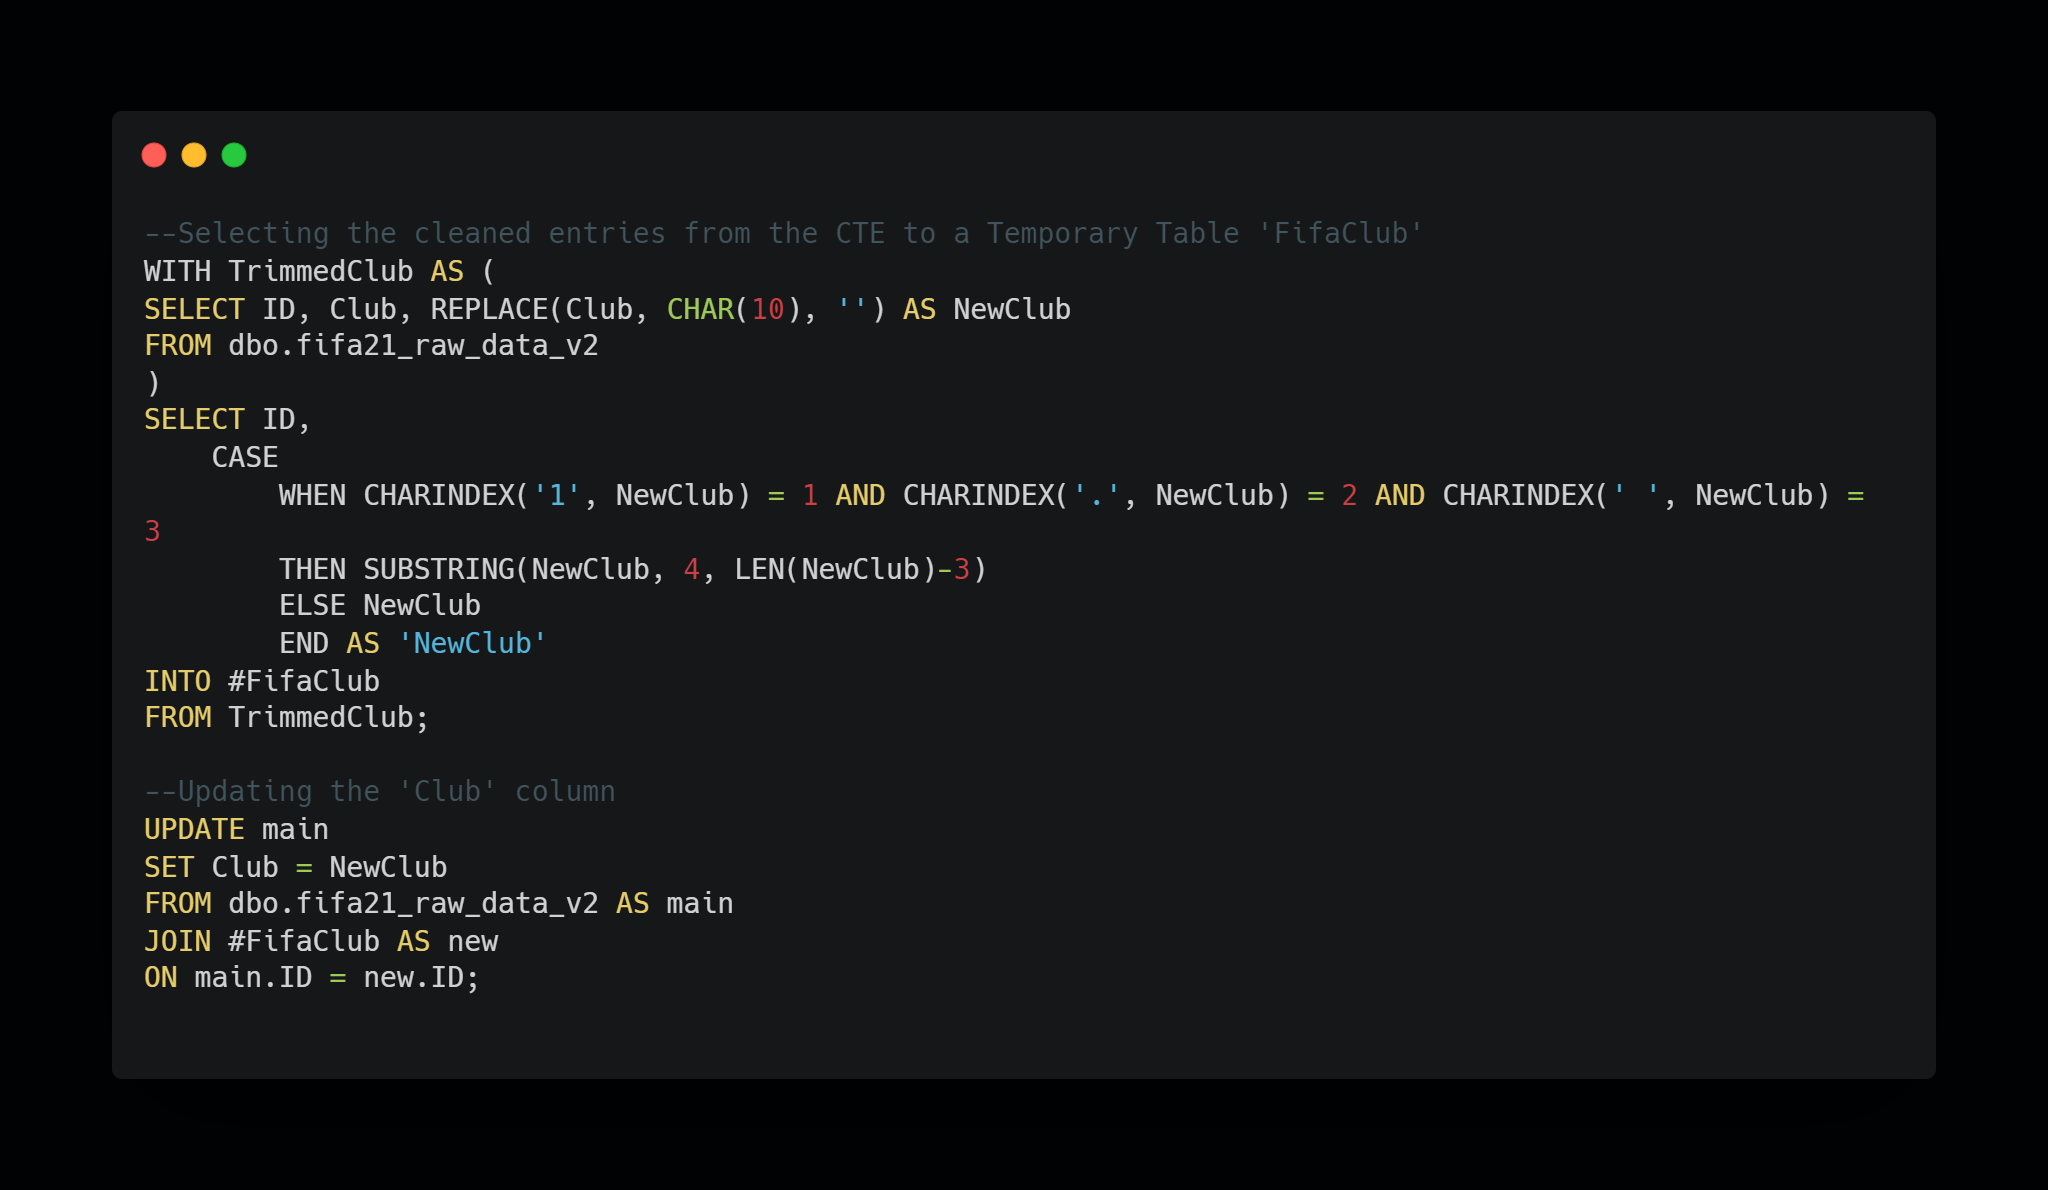 --Selecting the cleaned entries from the CTE to a Temporary Table 'FifaClub'
WITH TrimmedClub AS (
SELECT ID, Club, REPLACE(Club, CHAR(10), '') AS NewClub
FROM dbo.fifa21_raw_data_v2
)
SELECT ID,
    CASE
        WHEN CHARINDEX('1', NewClub) = 1 AND CHARINDEX('.', NewClub) = 2 AND CHARINDEX(' ', NewClub) =
3
        THEN SUBSTRING(NewClub, 4, LEN(NewClub)-3)
        ELSE NewClub
        END AS 'NewClub'
INTO #FifaClub
FROM TrimmedClub;

--Updating the 'Club' column
UPDATE main
SET Club = NewClub
FROM dbo.fifa21_raw_data_v2 AS main
JOIN #FifaClub AS new
ON main.ID = new.ID;